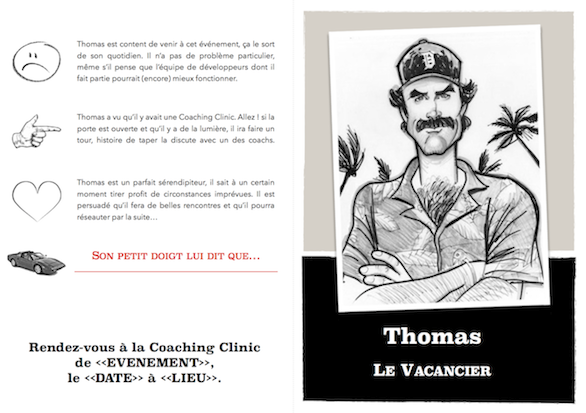 Thomas est content de venir à cet événement, ça le sort
de son quotidien. Il n'a pas de problème particulier,
même s'il pense que l'équipe de développeurs dont il
fait partie pourrait (encore) mieux fonctionner.
Thomas a vu qu'il y avait une Coaching Clinic. Allez ! si la
porte est ouverte et qu'il y a de la lumière, il ira faire un
tour, histoire de taper la discute avec un des coachs.
Thomas est un parfait sérendipiteur, il sait à un certain
moment tirer profit de circonstances imprévues. Il est
persuadé qu'il fera de belles rencontres et qu'il pourra
réseauter par la suite…
Son petit doigt lui dit que…
Rendez-vous à la Coaching Clinic
de <<EVENEMENT>>,
le <<DATE>> à <<LIEU>>.
D
Thomas
Le Vacancier